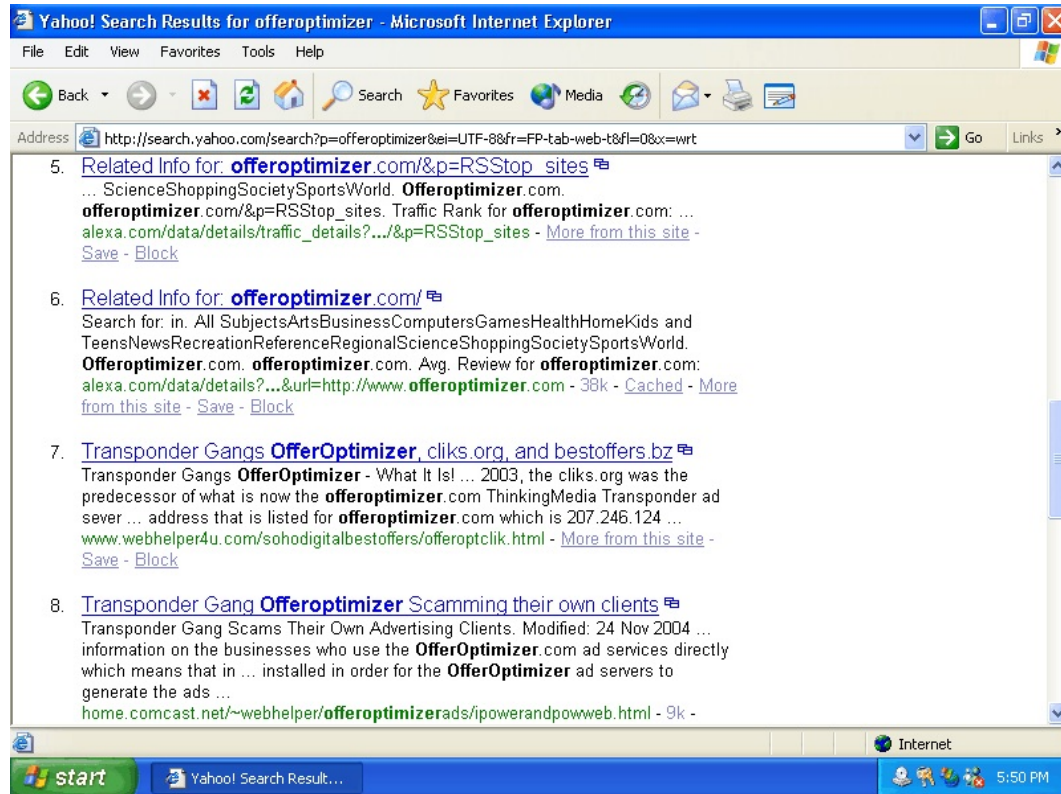 Yahoo! Search Results for offeroptimizer - Microsoft Internet Explorer
File Edit View Favorites Tools Help
Back Search Favorites Media
Address http://search.yahoo.com/search?p=offeroptimizer&ei=UTF-8&fr=FP-tab-web-t&fl=0&x=wrt Go Links
5. Related Info for: offeroptimizer.com/&p=RSStop_sites
... ScienceShoppingSocietySportsWorld. Offeroptimizer.com.
offeroptimizer.com/&p=RSStop_sites. Traffic Rank for offeroptimizer.com: ...
alexa.com/data/details/traffic_details?.../&p=RSStop_sites - More from this site -
Save - Block
6. Related Info for: offeroptimizer.com/
Search for: in. All SubjectsArtsBusinessComputersGamesHealthHomeKids and
TeensNewsRecreationReferenceRegionalScienceShoppingSocietySportsWorld.
Offeroptimizer.com. offeroptimizer.com. Avg. Review for offeroptimizer.com:
alexa.com/data/details?...&url=http://www.offeroptimizer.com - 38k - Cached - More
from this site - Save - Block
7. Transponder Gangs OfferOptimizer, cliks.org, and bestoffers.bz
Transponder Gangs OfferOptimizer - What It Is! ... 2003, the cliks.org was the
predecessor of what is now the offeroptimizer.com ThinkingMedia Transponder ad
sever ... address that is listed for offeroptimizer.com which is 207.246.124 ...
www.webhelper4u.com/sohodigitalbestoffers/offeroptclik.html - More from this site -
Save - Block
8. Transponder Gang Offeroptimizer Scamming their own clients
Transponder Gang Scams Their Own Advertising Clients. Modified: 24 Nov 2004 ...
information on the businesses who use the OfferOptimizer.com ad services directly
which means that in ... installed in order for the OfferOptimizer ad servers to
generate the ads ...
home.comcast.net/~webhelper/offeroptimizerads/ipowerandpowweb.html - 9k -
Internet
start Yahoo! Search Result... 5:50 PM